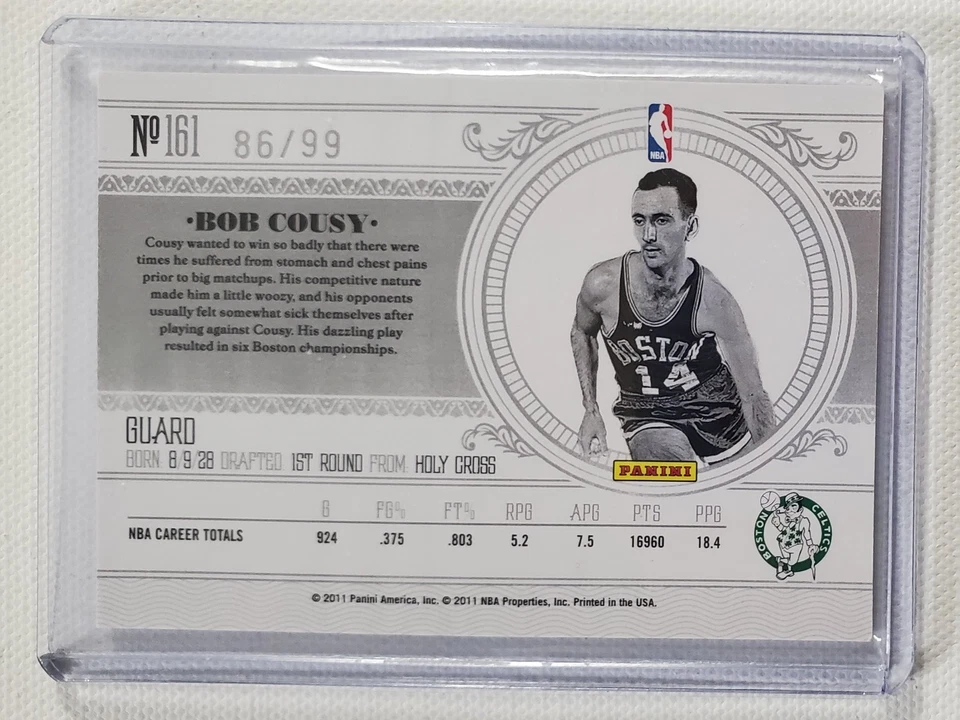 Nº 161 86/99
NBA
·BOB COUSY·
Cousy wanted to win so badly that there were
times he suffered from stomach and chest pains
prior to big matchups. His competitive nature
made him a little woozy, and his opponents
usually felt somewhat sick themselves after
playing against Cousy. His dazzling play
resulted in six Boston championships.
BOSTON
14
PANINI
GUARD
BORN 8/9/28 DRAFTED 1ST ROUND FROM HOLY CROSS
G FG% FT% RPG APG PTS PPG
NBA CAREER TOTALS 924 .375 .803 5.2 7.5 16960 18.4
BOSTON CELTICS
© 2011 Panini America, Inc. © 2011 NBA Properties, Inc. Printed in the USA.